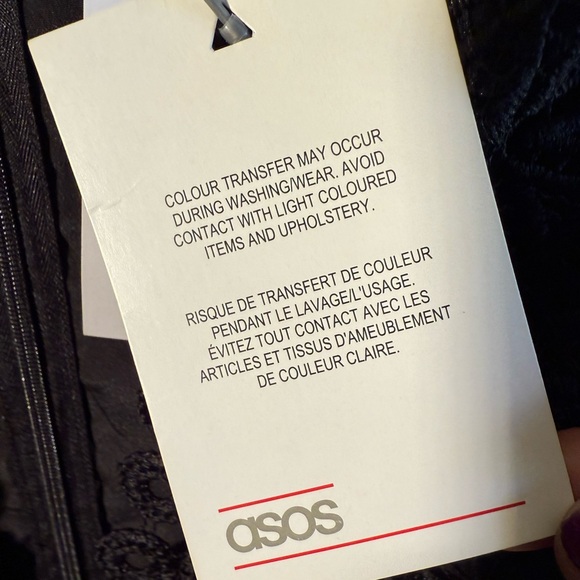 COLOUR TRANSFER MAY OCCUR
DURING WASHING/WEAR. AVOID
CONTACT WITH LIGHT COLOURED
ITEMS AND UPHOLSTERY.
RISQUE DE TRANSFERT DE COULEUR
PENDANT LE LAVAGE/L'USAGE.
ÉVITEZ TOUT CONTACT AVEC LES
ARTICLES ET TISSUS D'AMEUBLEMENT
DE COULEUR CLAIRE.
asos